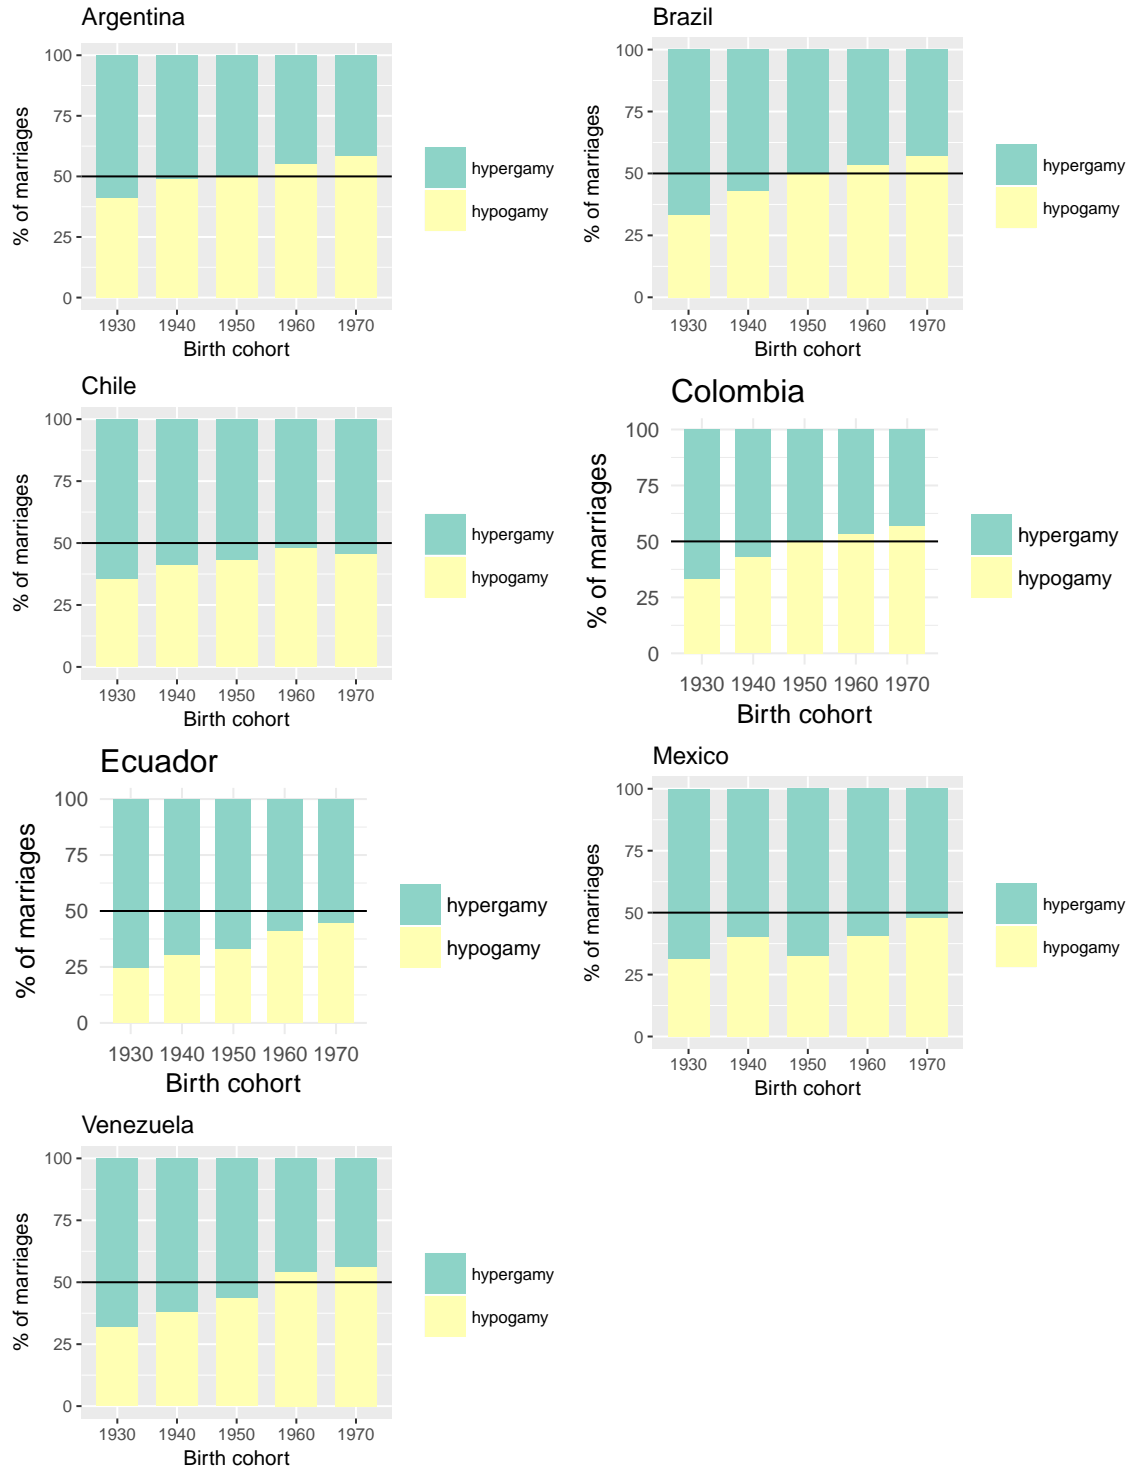 Argentina
% of marriages
100
75
50
25
0
1930 1940 1950 1960 1970
Birth cohort
hypergamy
hypogamy
Brazil
% of marriages
100
75
50
25
0
1930 1940 1950 1960 1970
Birth cohort
hypergamy
hypogamy
Chile
% of marriages
100
75
50
25
0
1930 1940 1950 1960 1970
Birth cohort
hypergamy
hypogamy
Colombia
% of marriages
100
75
50
25
0
1930 1940 1950 1960 1970
Birth cohort
hypergamy
hypogamy
Ecuador
% of marriages
100
75
50
25
0
1930 1940 1950 1960 1970
Birth cohort
hypergamy
hypogamy
Mexico
% of marriages
100
75
50
25
0
1930 1940 1950 1960 1970
Birth cohort
hypergamy
hypogamy
Venezuela
% of marriages
100
75
50
25
0
1930 1940 1950 1960 1970
Birth cohort
hypergamy
hypogamy